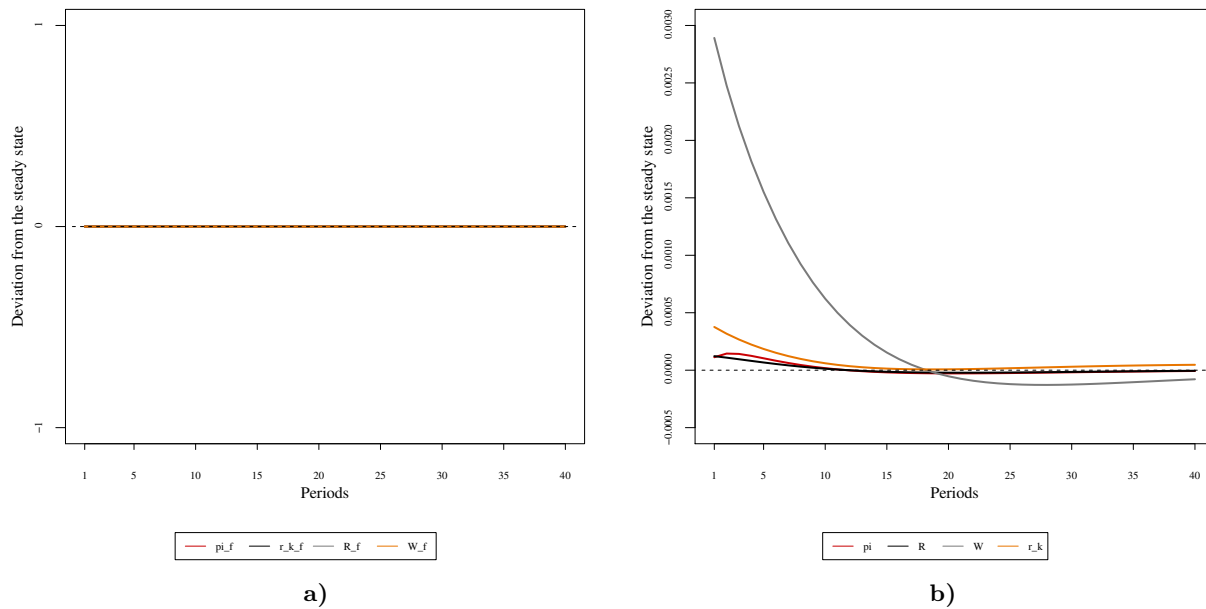 Deviation from the steady state
1
0
−1
1 5 10 15 20 25 30 35 40
Periods
pi_f r_k_f R_f W_f
a)
Deviation from the steady state
0.0030
0.0025
0.0020
0.0015
0.0010
0.0005
0.0000
−0.0005
1 5 10 15 20 25 30 35 40
Periods
pi R W r_k
b)